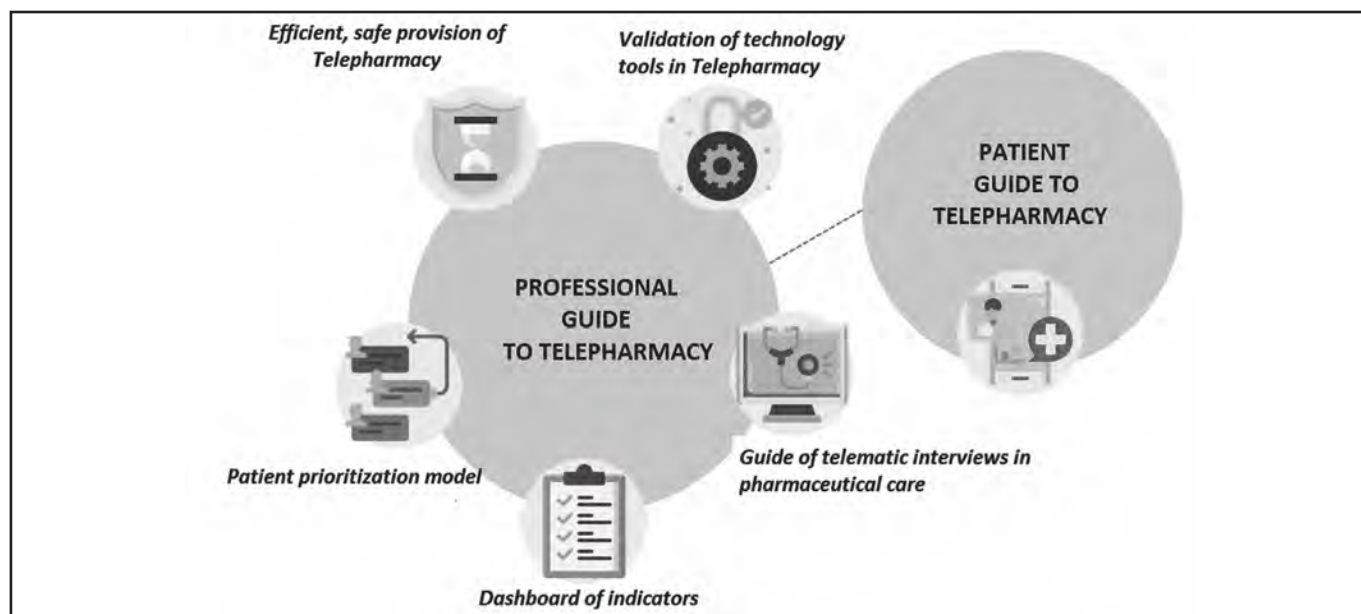 Efficient, safe provision of
Telepharmacy
Validation of technology
tools in Telepharmacy
PATIENT
GUIDE TO
TELEPHARMACY
PROFESSIONAL
GUIDE
TO TELEPHARMACY
Patient prioritization model
Guide of telematic interviews in
pharmaceutical care
Dashboard of indicators